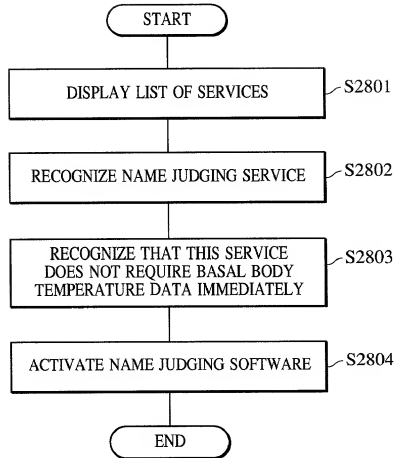 START
DISPLAY LIST OF SERVICES
S2801
RECOGNIZE NAME JUDGING SERVICE
S2802
RECOGNIZE THAT THIS SERVICE
DOES NOT REQUIRE BASAL BODY
TEMPERATURE DATA IMMEDIATELY
S2803
ACTIVATE NAME JUDGING SOFTWARE
S2804
END